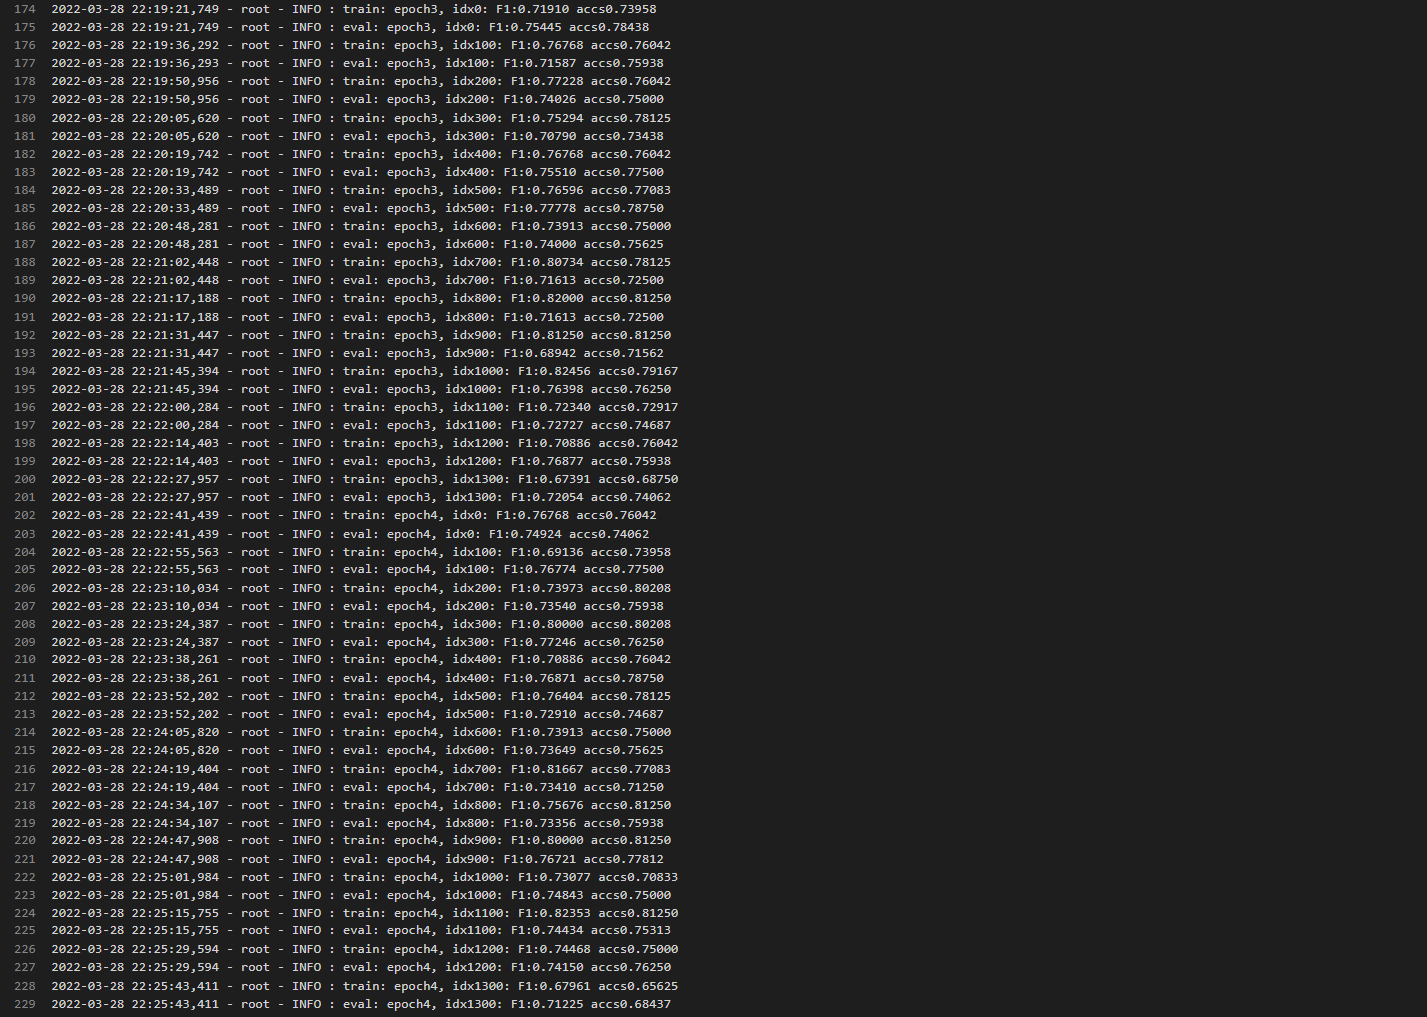 174 2022-03-28 22:19:21,749 - root - INFO : train: epoch3, idx0: F1:0.71910 accs0.73958
175 2022-03-28 22:19:21,749 - root - INFO : eval: epoch3, idx0: F1:0.75445 accs0.78438
176 2022-03-28 22:19:36,292 - root - INFO : train: epoch3, idx100: F1:0.76768 accs0.76042
177 2022-03-28 22:19:36,293 - root - INFO : eval: epoch3, idx100: F1:0.71587 accs0.75938
178 2022-03-28 22:19:50,956 - root - INFO : train: epoch3, idx200: F1:0.77228 accs0.76042
179 2022-03-28 22:19:50,956 - root - INFO : eval: epoch3, idx200: F1:0.74026 accs0.75000
180 2022-03-28 22:20:05,620 - root - INFO : train: epoch3, idx300: F1:0.75294 accs0.78125
181 2022-03-28 22:20:05,620 - root - INFO : eval: epoch3, idx300: F1:0.70790 accs0.73438
182 2022-03-28 22:20:19,742 - root - INFO : train: epoch3, idx400: F1:0.76768 accs0.76042
183 2022-03-28 22:20:19,742 - root - INFO : eval: epoch3, idx400: F1:0.75510 accs0.77500
184 2022-03-28 22:20:33,489 - root - INFO : train: epoch3, idx500: F1:0.76596 accs0.77083
185 2022-03-28 22:20:33,489 - root - INFO : eval: epoch3, idx500: F1:0.77778 accs0.78750
186 2022-03-28 22:20:48,281 - root - INFO : train: epoch3, idx600: F1:0.73913 accs0.75000
187 2022-03-28 22:20:48,281 - root - INFO : eval: epoch3, idx600: F1:0.74000 accs0.75625
188 2022-03-28 22:21:02,448 - root - INFO : train: epoch3, idx700: F1:0.80734 accs0.78125
189 2022-03-28 22:21:02,448 - root - INFO : eval: epoch3, idx700: F1:0.71613 accs0.72500
190 2022-03-28 22:21:17,188 - root - INFO : train: epoch3, idx800: F1:0.82000 accs0.81250
191 2022-03-28 22:21:17,188 - root - INFO : eval: epoch3, idx800: F1:0.71613 accs0.72500
192 2022-03-28 22:21:31,447 - root - INFO : train: epoch3, idx900: F1:0.81250 accs0.81250
193 2022-03-28 22:21:31,447 - root - INFO : eval: epoch3, idx900: F1:0.68942 accs0.71562
194 2022-03-28 22:21:45,394 - root - INFO : train: epoch3, idx1000: F1:0.82456 accs0.79167
195 2022-03-28 22:21:45,394 - root - INFO : eval: epoch3, idx1000: F1:0.76398 accs0.76250
196 2022-03-28 22:22:00,284 - root - INFO : train: epoch3, idx1100: F1:0.72340 accs0.72917
197 2022-03-28 22:22:00,284 - root - INFO : eval: epoch3, idx1100: F1:0.72727 accs0.74687
198 2022-03-28 22:22:14,403 - root - INFO : train: epoch3, idx1200: F1:0.70886 accs0.76042
199 2022-03-28 22:22:14,403 - root - INFO : eval: epoch3, idx1200: F1:0.76877 accs0.75938
200 2022-03-28 22:22:27,957 - root - INFO : train: epoch3, idx1300: F1:0.67391 accs0.68750
201 2022-03-28 22:22:27,957 - root - INFO : eval: epoch3, idx1300: F1:0.72054 accs0.74062
202 2022-03-28 22:22:41,439 - root - INFO : train: epoch4, idx0: F1:0.76768 accs0.76042
203 2022-03-28 22:22:41,439 - root - INFO : eval: epoch4, idx0: F1:0.74924 accs0.74062
204 2022-03-28 22:22:55,563 - root - INFO : train: epoch4, idx100: F1:0.69136 accs0.73958
205 2022-03-28 22:22:55,563 - root - INFO : eval: epoch4, idx100: F1:0.76774 accs0.77500
206 2022-03-28 22:23:10,034 - root - INFO : train: epoch4, idx200: F1:0.73973 accs0.80208
207 2022-03-28 22:23:10,034 - root - INFO : eval: epoch4, idx200: F1:0.73540 accs0.75938
208 2022-03-28 22:23:24,387 - root - INFO : train: epoch4, idx300: F1:0.80000 accs0.80208
209 2022-03-28 22:23:24,387 - root - INFO : eval: epoch4, idx300: F1:0.77246 accs0.76250
210 2022-03-28 22:23:38,261 - root - INFO : train: epoch4, idx400: F1:0.70886 accs0.76042
211 2022-03-28 22:23:38,261 - root - INFO : eval: epoch4, idx400: F1:0.76871 accs0.78750
212 2022-03-28 22:23:52,202 - root - INFO : train: epoch4, idx500: F1:0.76404 accs0.78125
213 2022-03-28 22:23:52,202 - root - INFO : eval: epoch4, idx500: F1:0.72910 accs0.74687
214 2022-03-28 22:24:05,820 - root - INFO : train: epoch4, idx600: F1:0.73913 accs0.75000
215 2022-03-28 22:24:05,820 - root - INFO : eval: epoch4, idx600: F1:0.73649 accs0.75625
216 2022-03-28 22:24:19,404 - root - INFO : train: epoch4, idx700: F1:0.81667 accs0.77083
217 2022-03-28 22:24:19,404 - root - INFO : eval: epoch4, idx700: F1:0.73410 accs0.71250
218 2022-03-28 22:24:34,107 - root - INFO : train: epoch4, idx800: F1:0.75676 accs0.81250
219 2022-03-28 22:24:34,107 - root - INFO : eval: epoch4, idx800: F1:0.73356 accs0.75938
220 2022-03-28 22:24:47,908 - root - INFO : train: epoch4, idx900: F1:0.80000 accs0.81250
221 2022-03-28 22:24:47,908 - root - INFO : eval: epoch4, idx900: F1:0.76721 accs0.77812
222 2022-03-28 22:25:01,984 - root - INFO : train: epoch4, idx1000: F1:0.73077 accs0.70833
223 2022-03-28 22:25:01,984 - root - INFO : eval: epoch4, idx1000: F1:0.74843 accs0.75000
224 2022-03-28 22:25:15,755 - root - INFO : train: epoch4, idx1100: F1:0.82353 accs0.81250
225 2022-03-28 22:25:15,755 - root - INFO : eval: epoch4, idx1100: F1:0.74434 accs0.75313
226 2022-03-28 22:25:29,594 - root - INFO : train: epoch4, idx1200: F1:0.74468 accs0.75000
227 2022-03-28 22:25:29,594 - root - INFO : eval: epoch4, idx1200: F1:0.74150 accs0.76250
228 2022-03-28 22:25:43,411 - root - INFO : train: epoch4, idx1300: F1:0.67961 accs0.65625
229 2022-03-28 22:25:43,411 - root - INFO : eval: epoch4, idx1300: F1:0.71225 accs0.68437